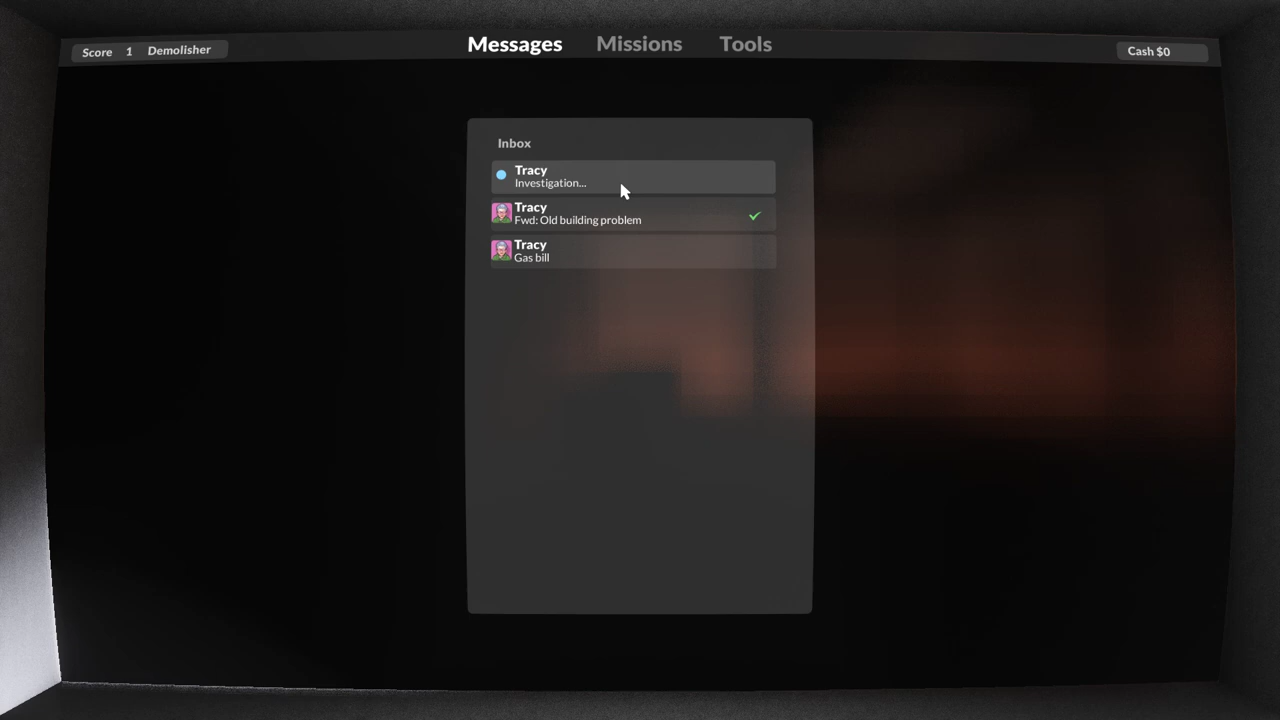 Score 1 Demolisher
Messages Missions Tools
Cash $0
Inbox
Tracy
Investigation...
Tracy
Fwd: Old building problem
Tracy
Gas bill